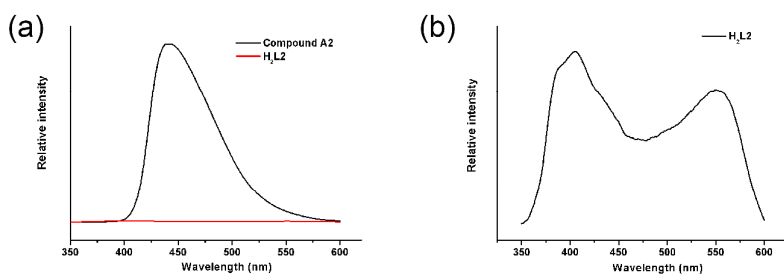 (a)
Compound A2
H₂L2
Relative intensity
350 400 450 500 550 600
Wavelength (nm)
(b)
H₂L2
Relative intensity
350 400 450 500 550 600
Wavelength (nm)